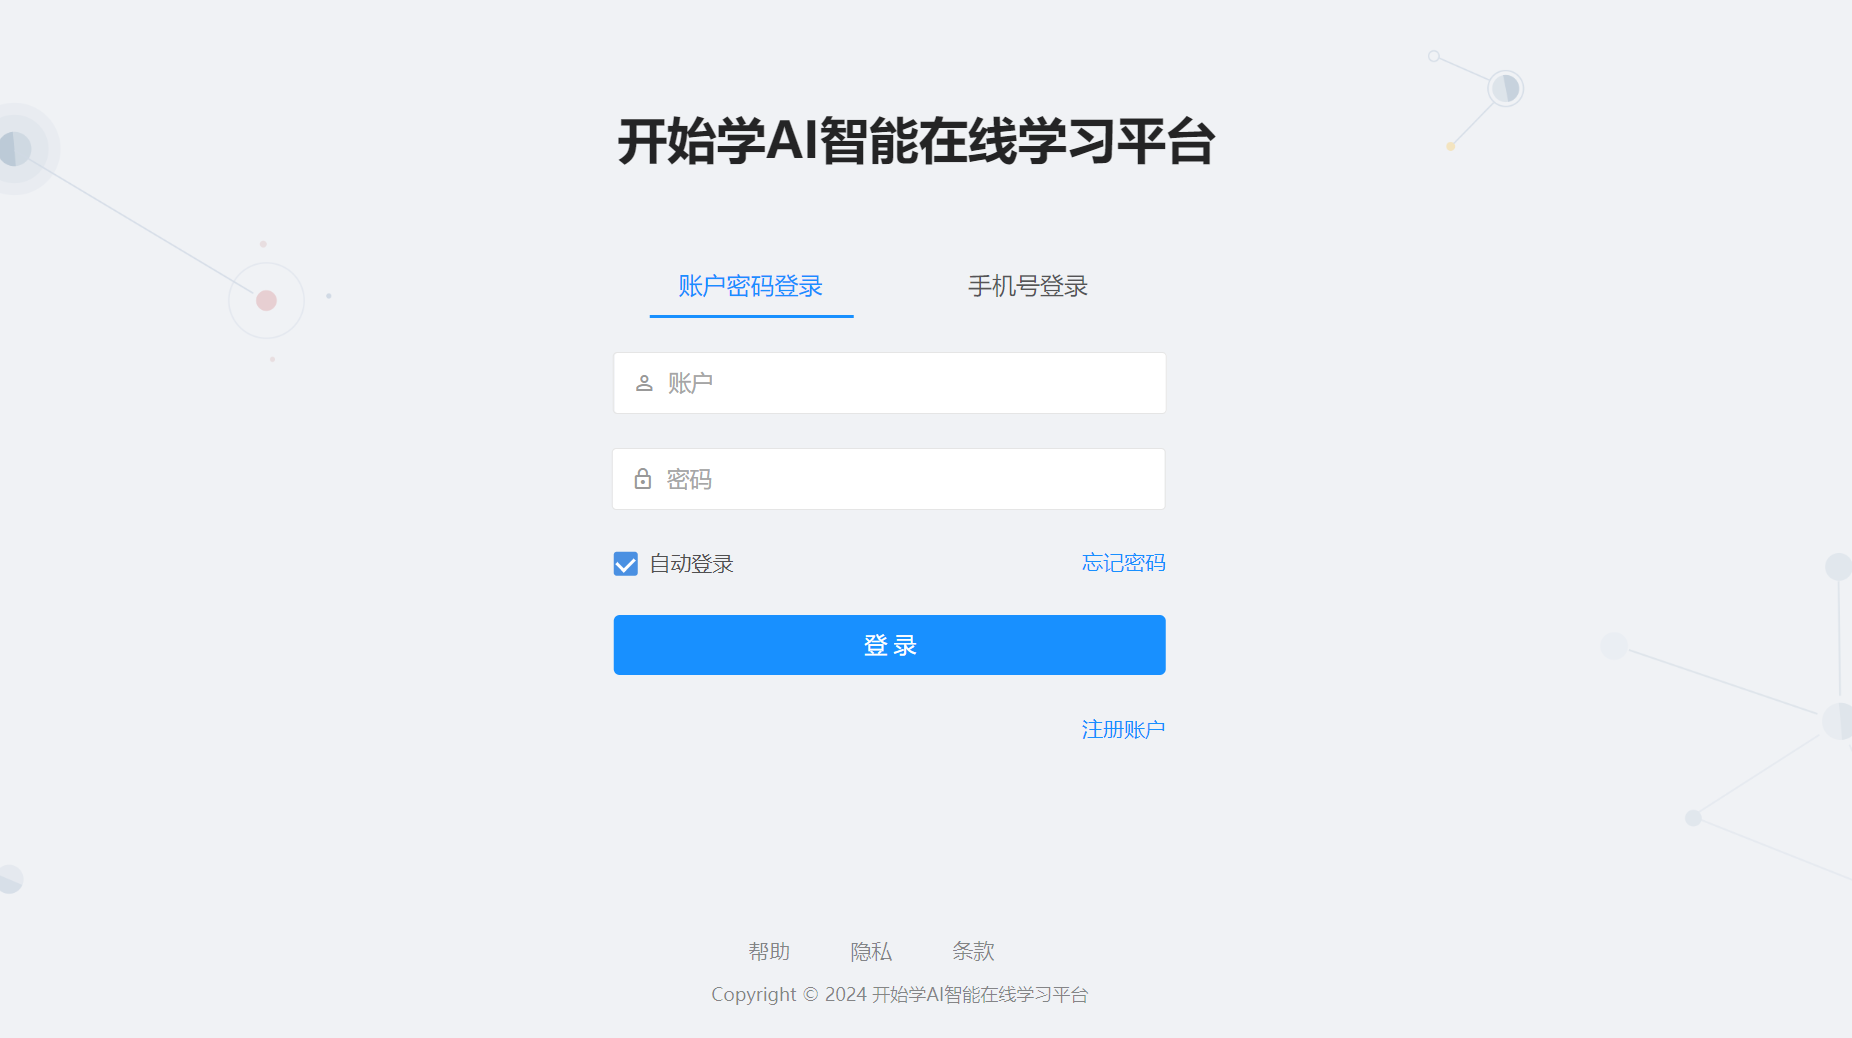 开始学AI智能在线学习平台
账户密码登录 手机号登录
账户
密码
自动登录 忘记密码
登录
注册账户
帮助 隐私 条款
Copyright © 2024 开始学AI智能在线学习平台